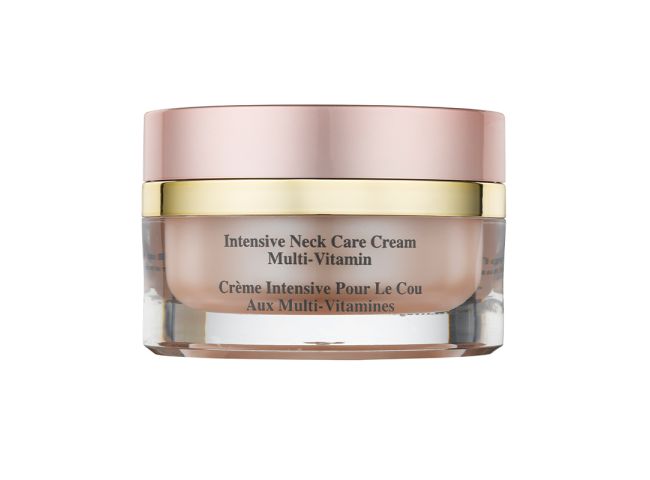 Intensive Neck Care Cream
Multi-Vitamin
Crème Intensive Pour Le Cou
Aux Multi-Vitamines